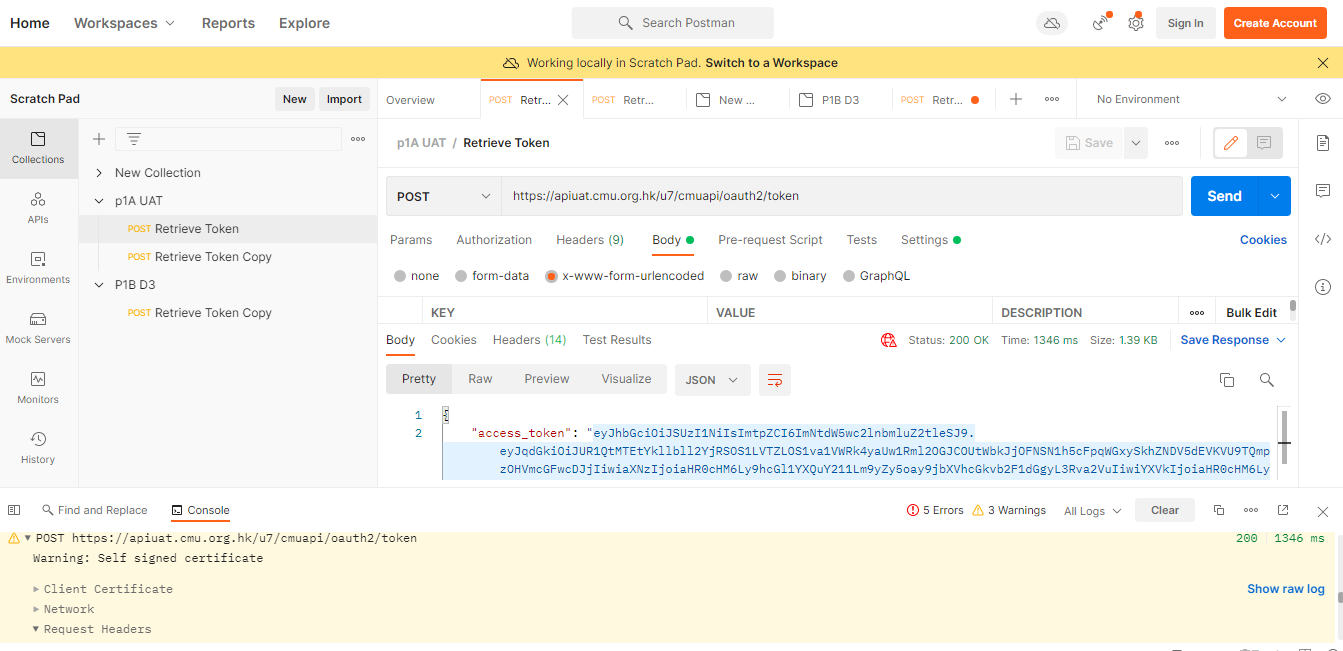 Home Workspaces Reports Explore Search Postman Sign In Create Account
Working locally in Scratch Pad. Switch to a Workspace
Scratch Pad New Import Overview POST Retr... POST Retr... New ... P1B D3 POST Retr... No Environment
Collections
APIs
Environments
Mock Servers
Monitors
History
New Collection
p1A UAT
POST Retrieve Token
POST Retrieve Token Copy
P1B D3
POST Retrieve Token Copy
p1A UAT / Retrieve Token Save
POST https://apiuat.cmu.org.hk/u7/cmuapi/oauth2/token Send
Params Authorization Headers (9) Body Pre-request Script Tests Settings Cookies
none form-data x-www-form-urlencoded raw binary GraphQL
KEY VALUE DESCRIPTION Bulk Edit
Body Cookies Headers (14) Test Results Status: 200 OK Time: 1346 ms Size: 1.39 KB Save Response
Pretty Raw Preview Visualize JSON
1 {
2 "access_token": "eyJhbGciOiJSUzI1NiIsImtpZCI6ImNtdW5wc2lnbmluZ2tleSJ9.
Find and Replace Console 5 Errors 3 Warnings All Logs Clear
POST https://apiuat.cmu.org.hk/u7/cmuapi/oauth2/token 200 1346 ms
Warning: Self signed certificate
Client Certificate Show raw log
Network
Request Headers